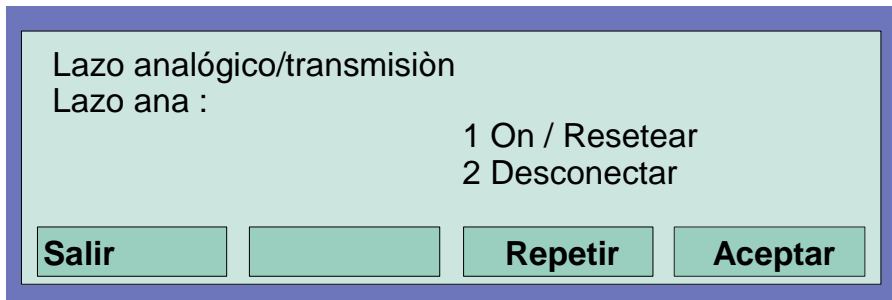 Lazo analógico/transmisiòn
Lazo ana :
1 On / Resetear
2 Desconectar
Salir Repetir Aceptar